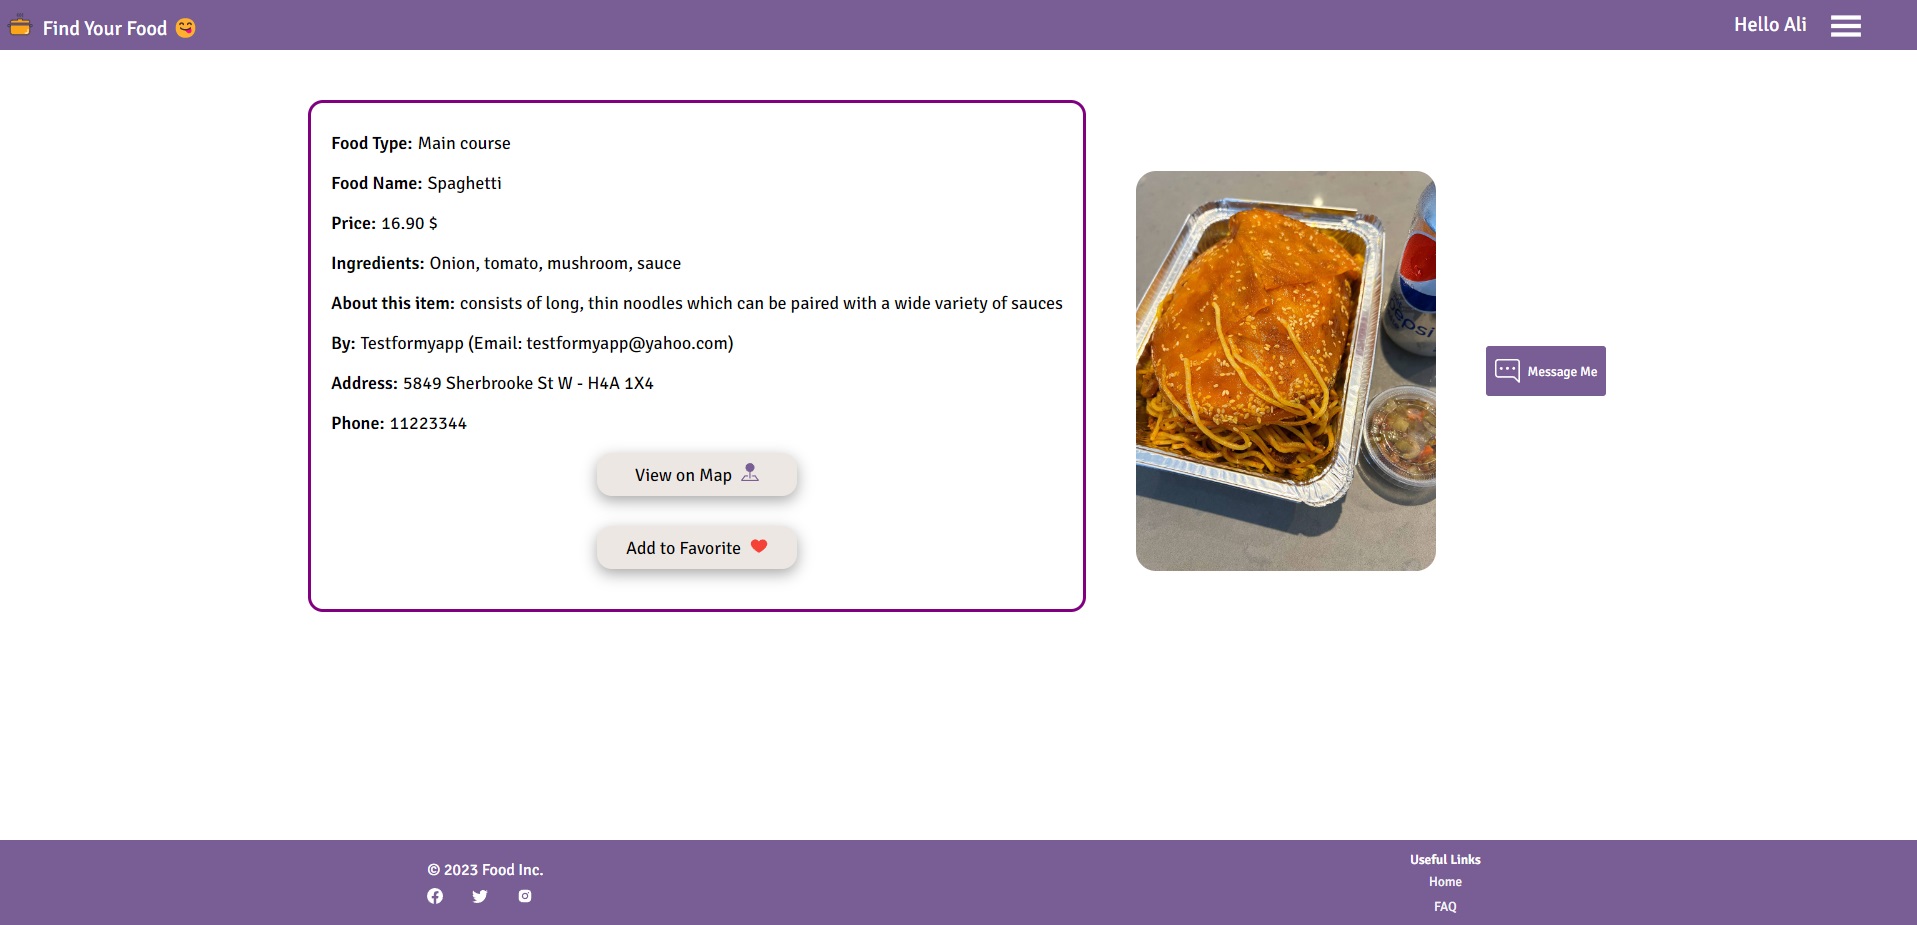 Find Your Food
Hello Ali
Food Type: Main course
Food Name: Spaghetti
Price: 16.90 $
Ingredients: Onion, tomato, mushroom, sauce
About this item: consists of long, thin noodles which can be paired with a wide variety of sauces
By: Testformyapp (Email: testformyapp@yahoo.com)
Address: 5849 Sherbrooke St W - H4A 1X4
Phone: 11223344
View on Map
Add to Favorite
pepsi
Message Me
© 2023 Food Inc.
Useful Links
Home
FAQ